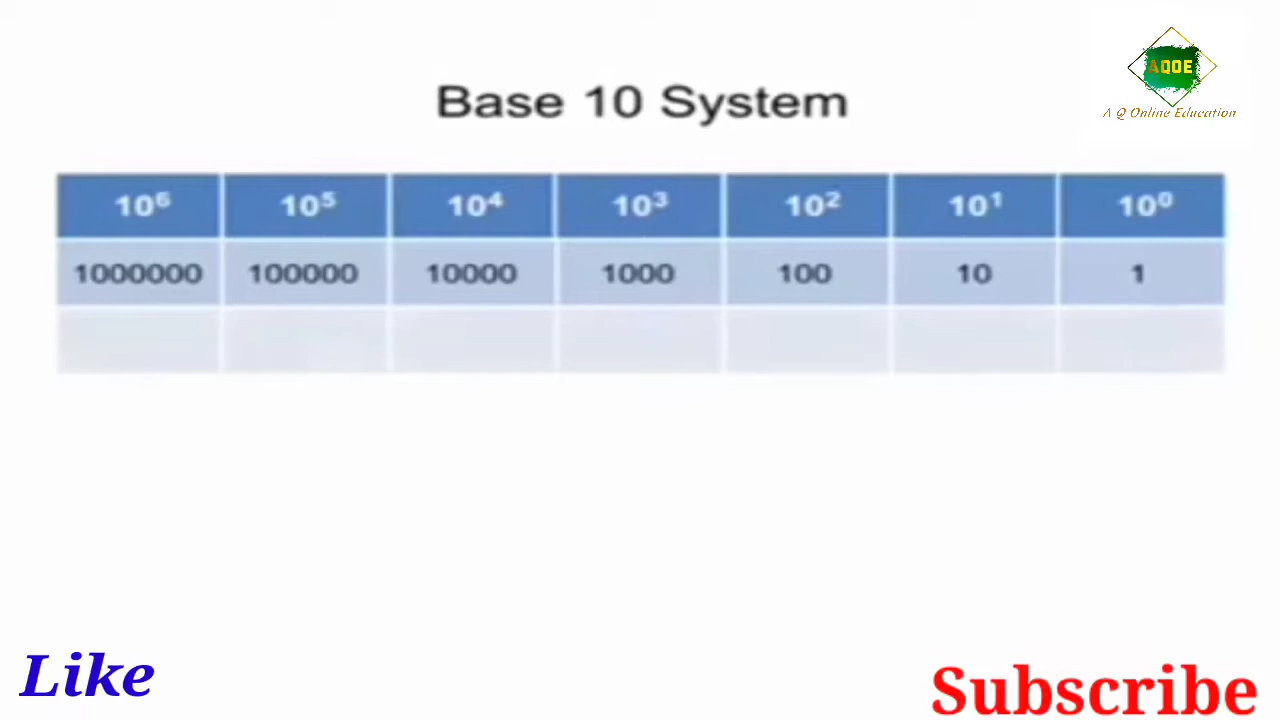 AQOE
A Q Online Education
Base 10 System
10⁶ 10⁵ 10⁴ 10³ 10² 10¹ 10⁰
1000000 100000 10000 1000 100 10 1
Like
Subscribe